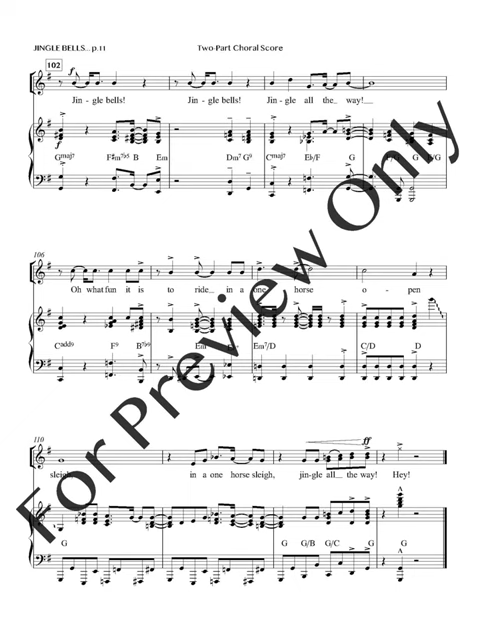 JINGLE BELLS... p.11 Two-Part Choral Score
102
f
Jin - gle bells! Jin - gle bells! Jin - gle all the way!
f
Gmaj7 F#m7♭5 B Em Dm7 G9 Cmaj7 E♭/F G F/G
106
Oh what fun it is to ride in a one horse o - pen
Cadd9 F9 B7♭9 Em Em7/D C/D D
110
sleigh, in a one horse sleigh, jin-gle all the way! Hey!
ff
G G G/B G/C G
For Preview Only